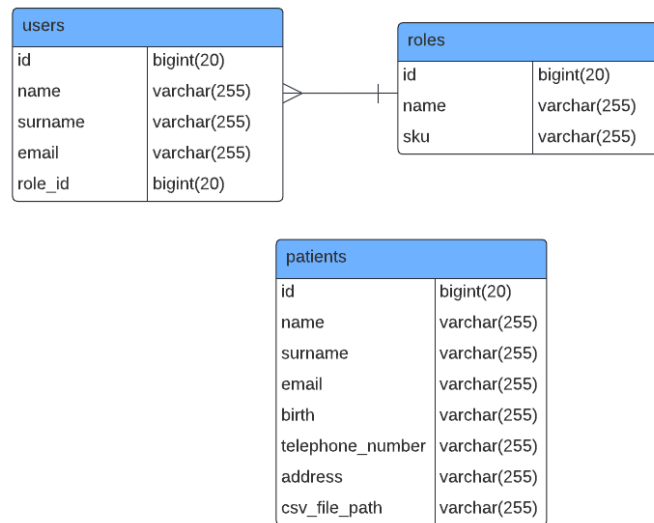 users
id bigint(20)
name varchar(255)
surname varchar(255)
email varchar(255)
role_id bigint(20)
roles
id bigint(20)
name varchar(255)
sku varchar(255)
patients
id bigint(20)
name varchar(255)
surname varchar(255)
email varchar(255)
birth varchar(255)
telephone_number varchar(255)
address varchar(255)
csv_file_path varchar(255)